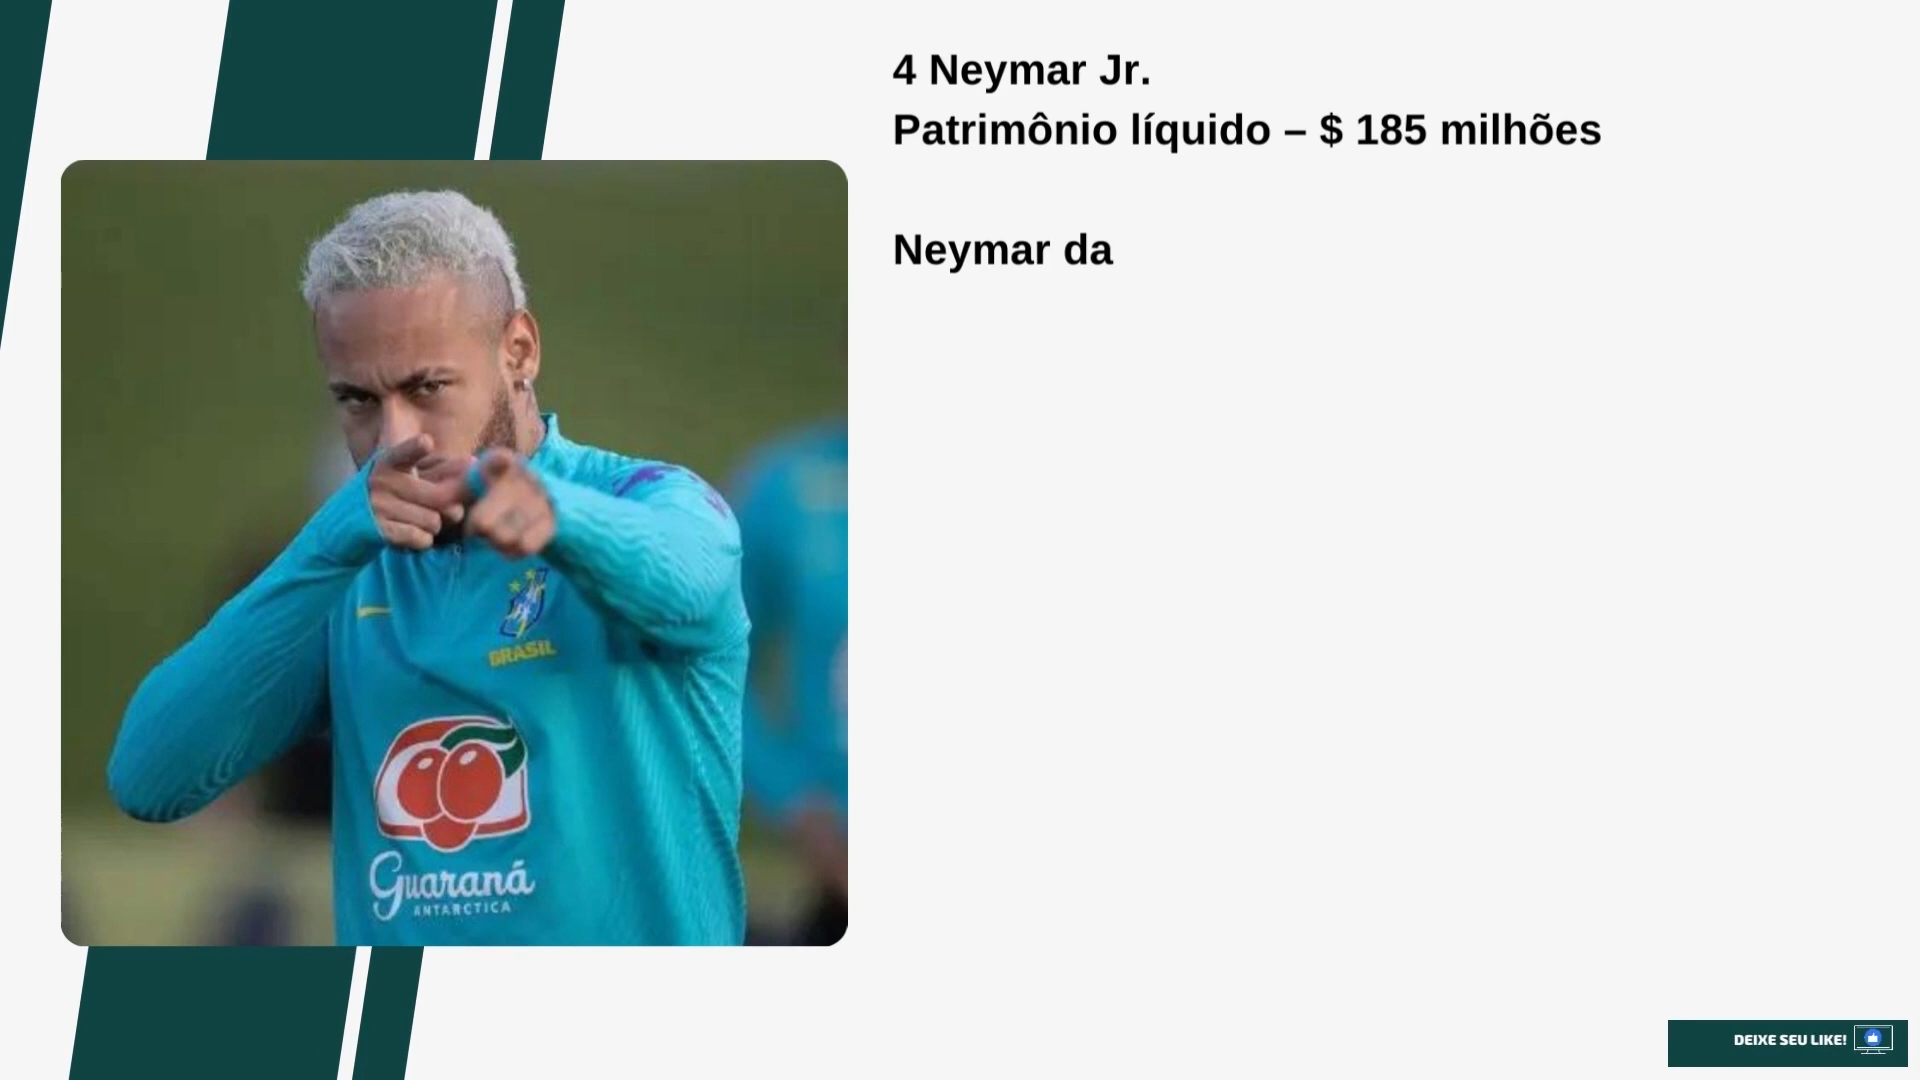 4 Neymar Jr.
Patrimônio líquido – $ 185 milhões
Neymar da
BRASIL
Guaraná
ANTARCTICA
DEIXE SEU LIKE!